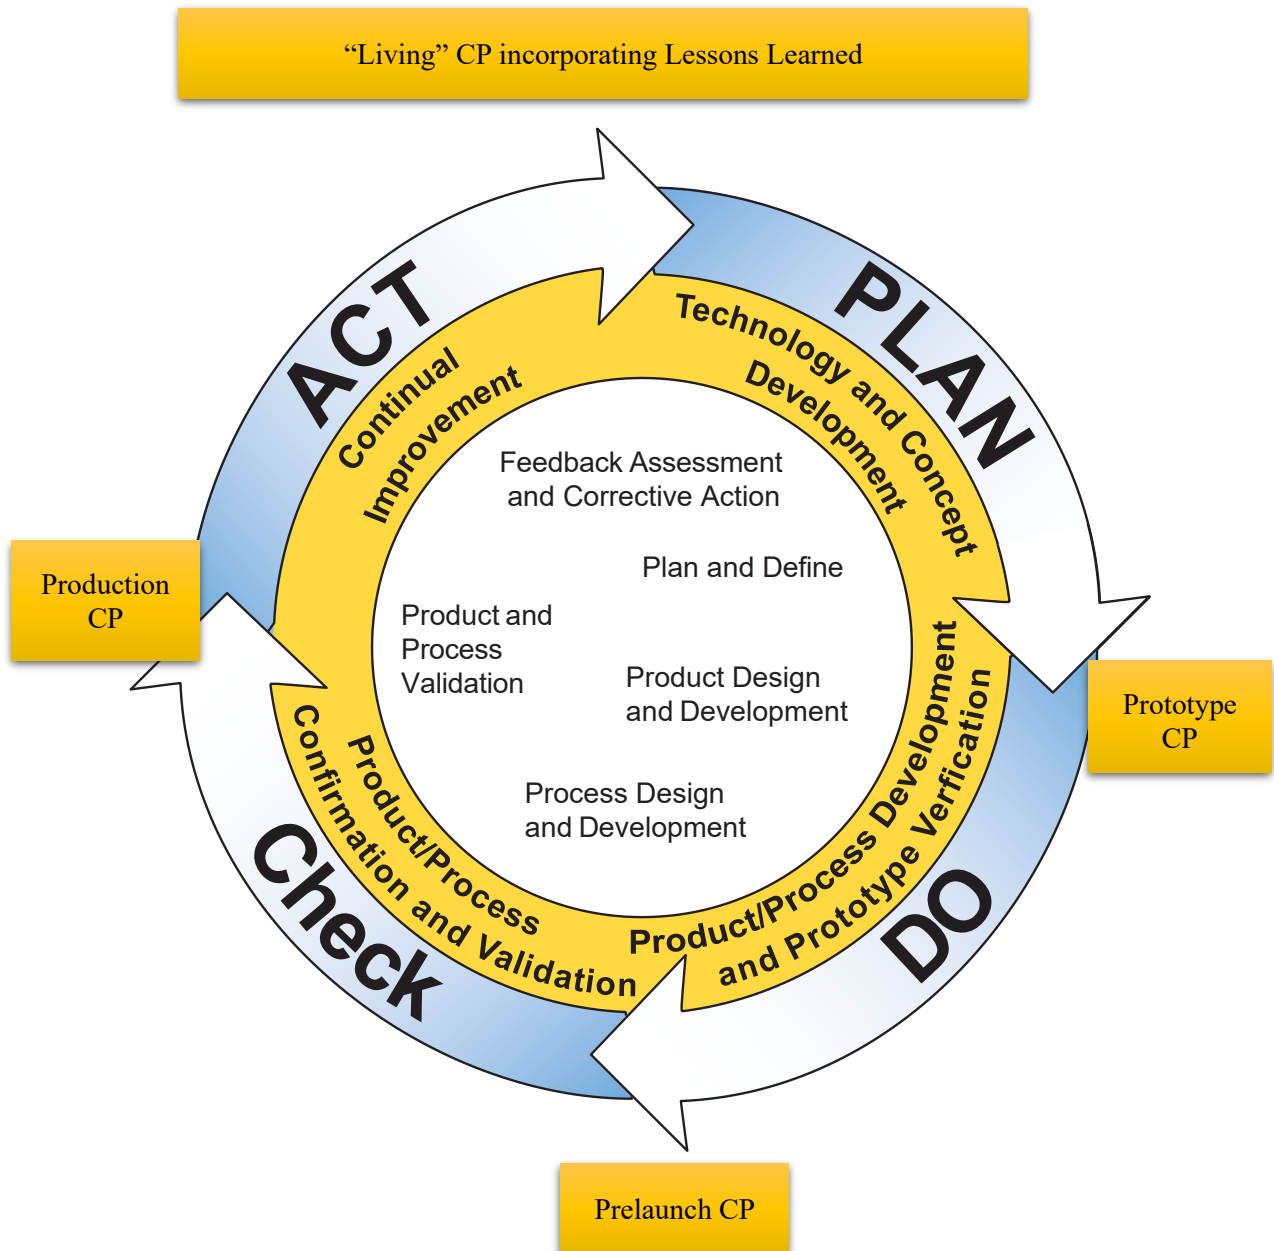 “Living” CP incorporating Lessons Learned
ACT
PLAN
Continual
Improvement
Technology and Concept
Development
Feedback Assessment
and Corrective Action
Plan and Define
Production
CP
Product and
Process
Validation
Product Design
and Development
Prototype
CP
Process Design
and Development
Product/Process Development
and Prototype Verfication
DO
Product/Process
Confirmation and Validation
Check
Prelaunch CP